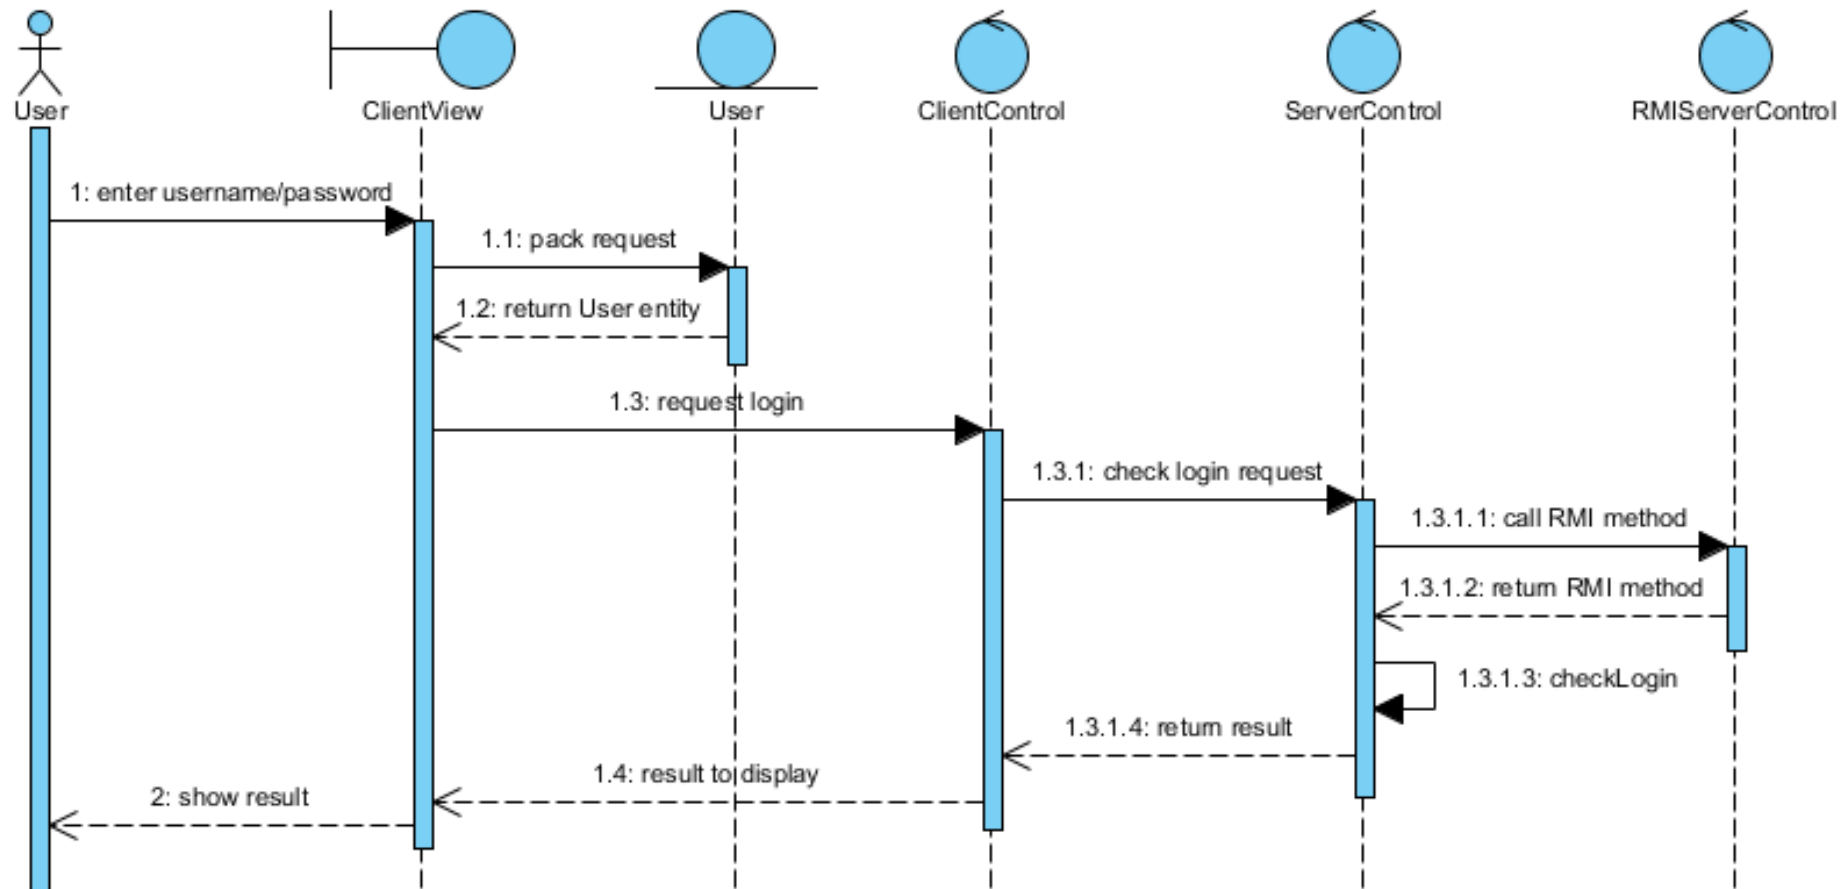 User
ClientView
User
ClientControl
ServerControl
RMIServerControl
1: enter username/password
1.1: pack request
1.2: return User entity
1.3: request login
1.3.1: check login request
1.3.1.1: call RMI method
1.3.1.2: return RMI method
1.3.1.3: checkLogin
1.3.1.4: return result
1.4: result to display
2: show result